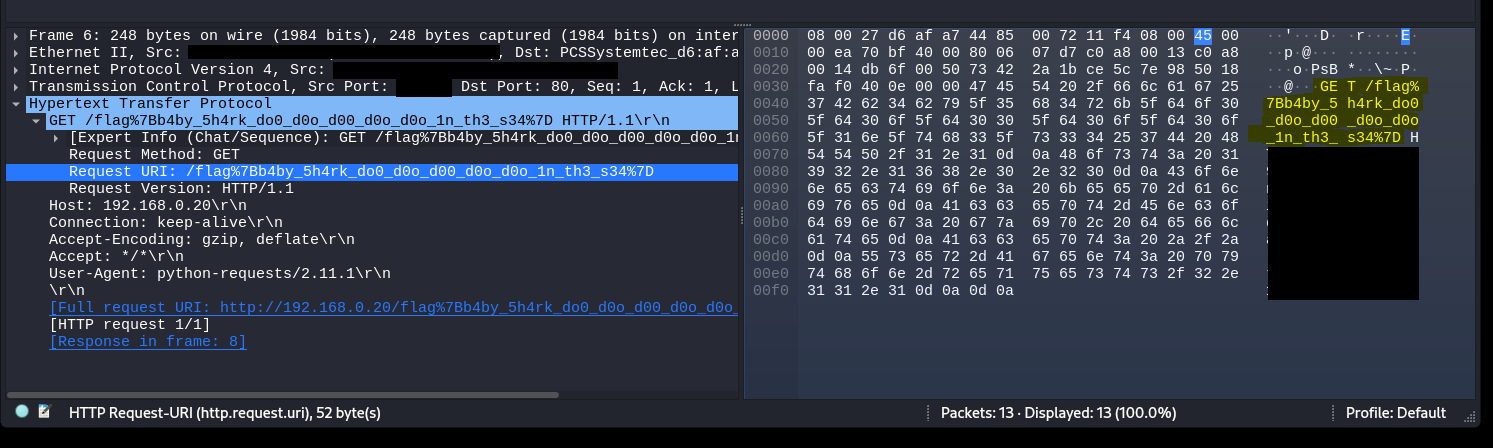 Frame 6: 248 bytes on wire (1984 bits), 248 bytes captured (1984 bits) on inter
Ethernet II, Src: , Dst: PCSSystemtec_d6:af:a
Internet Protocol Version 4, Src:
Transmission Control Protocol, Src Port: Dst Port: 80, Seq: 1, Ack: 1, L
Hypertext Transfer Protocol
GET /flag%7Bb4by_5h4rk_do0_d0o_d00_d0o_d0o_1n_th3_s34%7D HTTP/1.1\r\n
[Expert Info (Chat/Sequence): GET /flag%7Bb4by_5h4rk_do0_d0o_d00_d0o_d0o_1n
Request Method: GET
Request URI: /flag%7Bb4by_5h4rk_do0_d0o_d00_d0o_d0o_1n_th3_s34%7D
Request Version: HTTP/1.1
Host: 192.168.0.20\r\n
Connection: keep-alive\r\n
Accept-Encoding: gzip, deflate\r\n
Accept: */*\r\n
User-Agent: python-requests/2.11.1\r\n
\r\n
[Full request URI: http://192.168.0.20/flag%7Bb4by_5h4rk_do0_d0o_d00_d0o_d0o_
[HTTP request 1/1]
[Response in frame: 8]
0000 08 00 27 d6 af a7 44 85 00 72 11 f4 08 00 45 00 ··'···D· ·r····E·
0010 00 ea 70 bf 40 00 80 06 07 d7 c0 a8 00 13 c0 a8 ··p·@··· ········
0020 00 14 db 6f 00 50 73 42 2a 1b ce 5c 7e 98 50 18 ···o·PsB *··\~·P·
0030 fa f0 40 0e 00 00 47 45 54 20 2f 66 6c 61 67 25 ··@···GE T /flag%
0040 37 42 62 34 62 79 5f 35 68 34 72 6b 5f 64 6f 30 7Bb4by_5 h4rk_do0
0050 5f 64 30 6f 5f 64 30 30 5f 64 30 6f 5f 64 30 6f _d0o_d00 _d0o_d0o
0060 5f 31 6e 5f 74 68 33 5f 73 33 34 25 37 44 20 48 _1n_th3_ s34%7D H
0070 54 54 50 2f 31 2e 31 0d 0a 48 6f 73 74 3a 20 31
0080 39 32 2e 31 36 38 2e 30 2e 32 30 0d 0a 43 6f 6e
0090 6e 65 63 74 69 6f 6e 3a 20 6b 65 65 70 2d 61 6c
00a0 69 76 65 0d 0a 41 63 63 65 70 74 2d 45 6e 63 6f
00b0 64 69 6e 67 3a 20 67 7a 69 70 2c 20 64 65 66 6c
00c0 61 74 65 0d 0a 41 63 63 65 70 74 3a 20 2a 2f 2a
00d0 0d 0a 55 73 65 72 2d 41 67 65 6e 74 3a 20 70 79
00e0 74 68 6f 6e 2d 72 65 71 75 65 73 74 73 2f 32 2e
00f0 31 31 2e 31 0d 0a 0d 0a
HTTP Request-URI (http.request.uri), 52 byte(s)
Packets: 13 · Displayed: 13 (100.0%)
Profile: Default